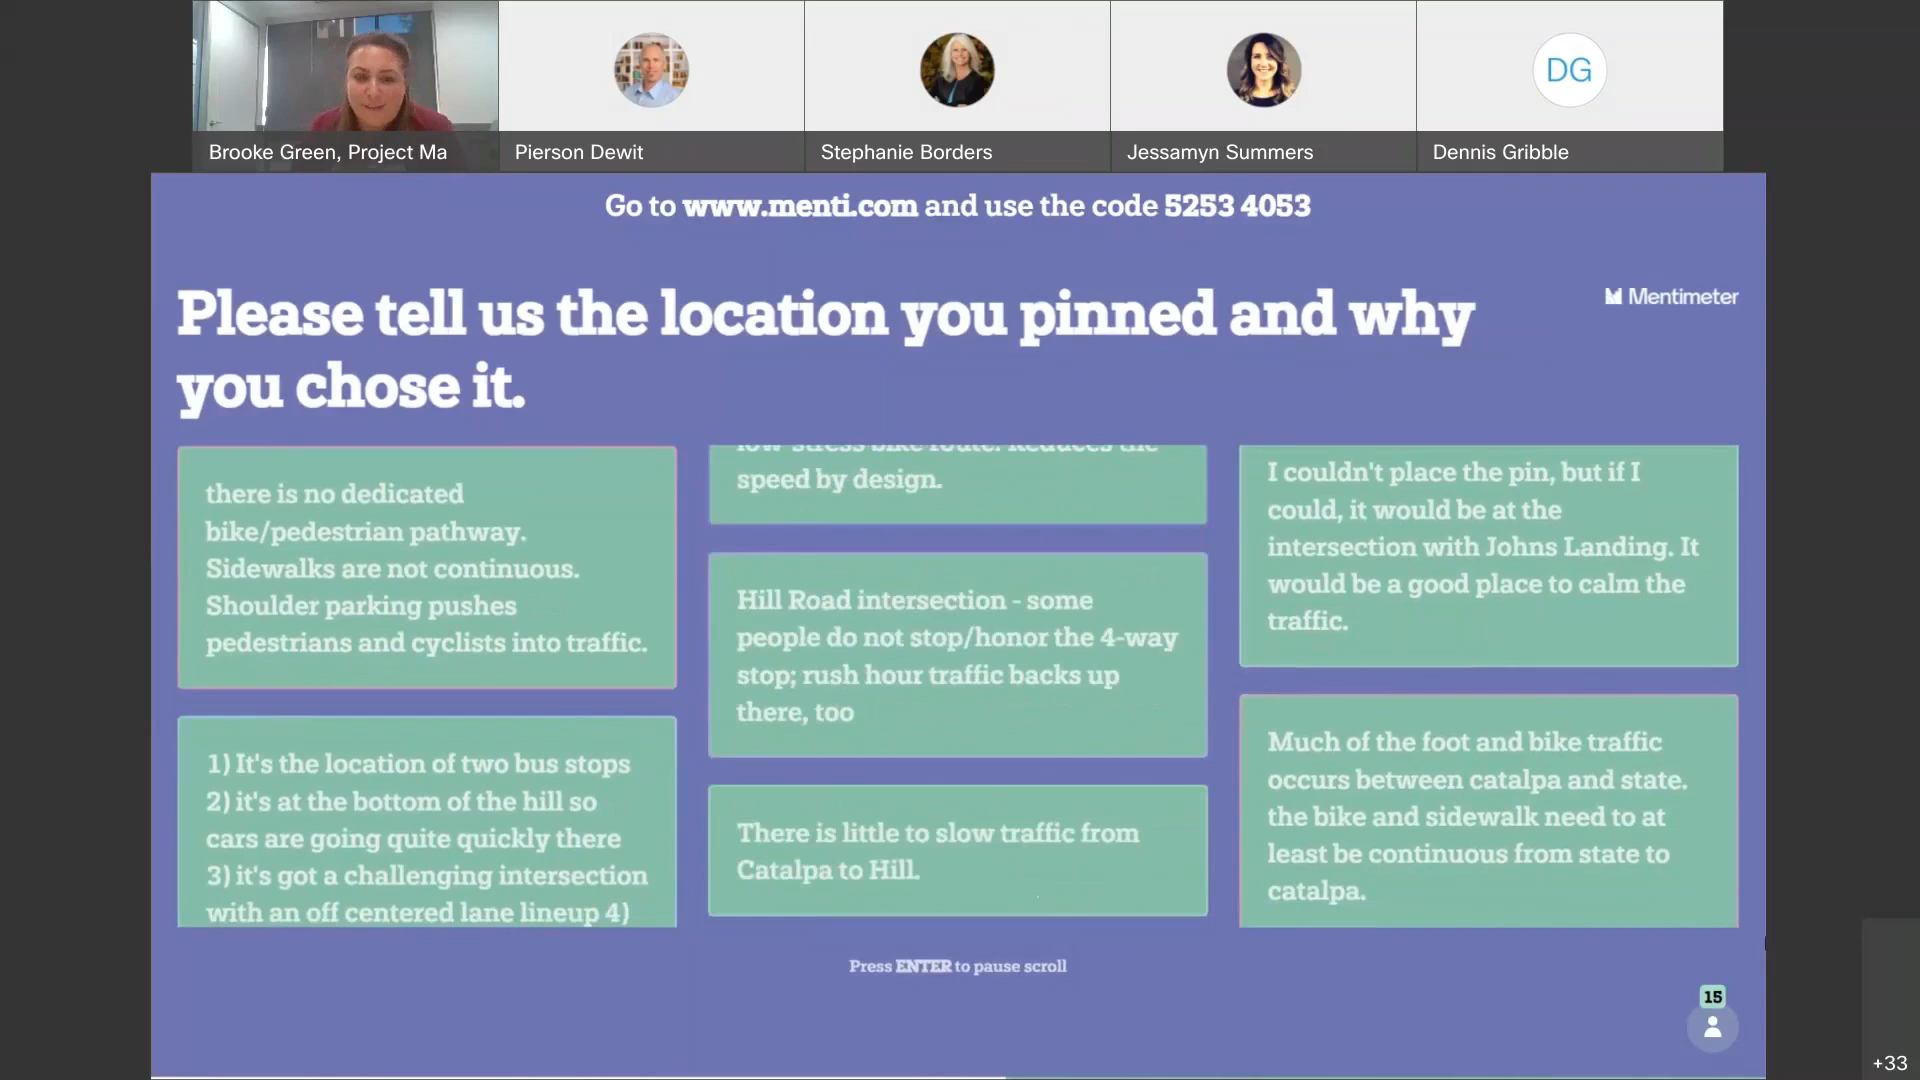 Brooke Green, Project Ma
Pierson Dewit
Stephanie Borders
Jessamyn Summers
DG
Dennis Gribble
Go to www.menti.com and use the code 5253 4053
Please tell us the location you pinned and why
you chose it.
Mentimeter
there is no dedicated
bike/pedestrian pathway.
Sidewalks are not continuous.
Shoulder parking pushes
pedestrians and cyclists into traffic.
1) It's the location of two bus stops
2) it's at the bottom of the hill so
cars are going quite quickly there
3) it's got a challenging intersection
with an off centered lane lineup 4)
low-stress bike route. Reduces the
speed by design.
Hill Road intersection - some
people do not stop/honor the 4-way
stop; rush hour traffic backs up
there, too
There is little to slow traffic from
Catalpa to Hill.
I couldn't place the pin, but if I
could, it would be at the
intersection with Johns Landing. It
would be a good place to calm the
traffic.
Much of the foot and bike traffic
occurs between catalpa and state.
the bike and sidewalk need to at
least be continuous from state to
catalpa.
Press ENTER to pause scroll
15
+33